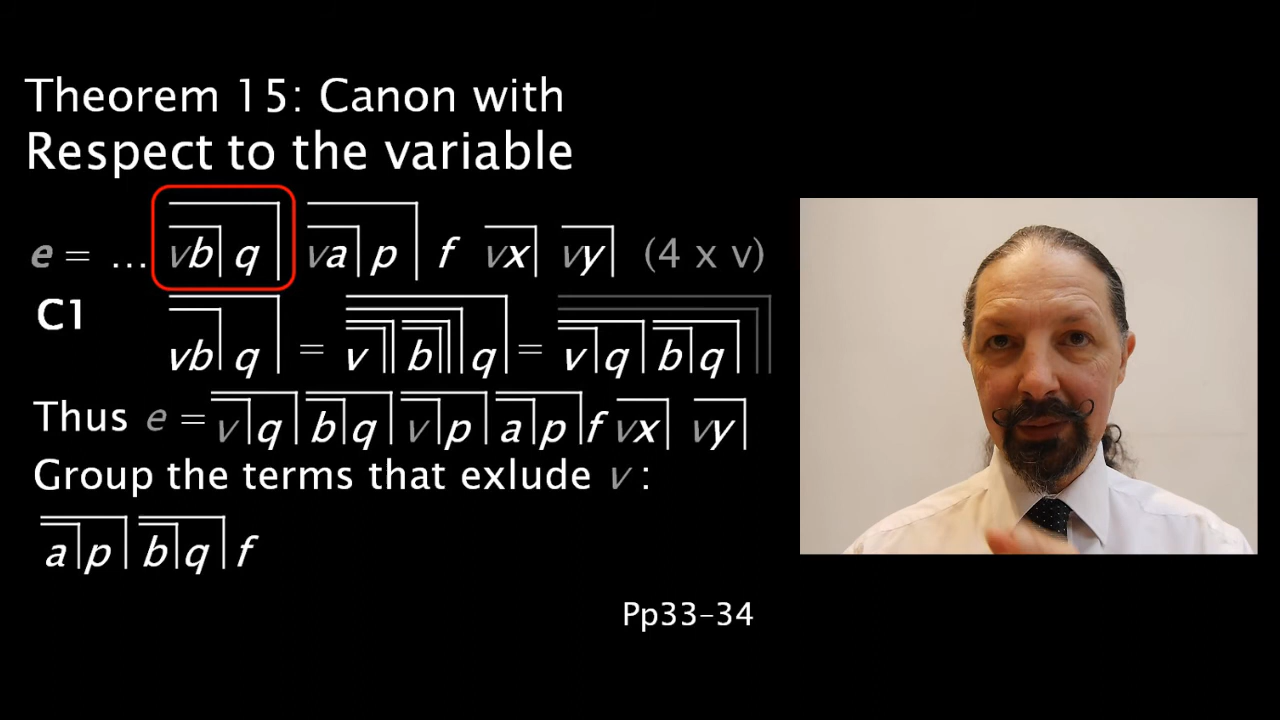 Theorem 15: Canon with
Respect to the variable
e = ... vb q va p f vx vy (4 x v)
C1
vb q = v b q = v q b q
Thus e = v q b q v p a p f vx vy
Group the terms that exlude v :
a p b q f
Pp33-34